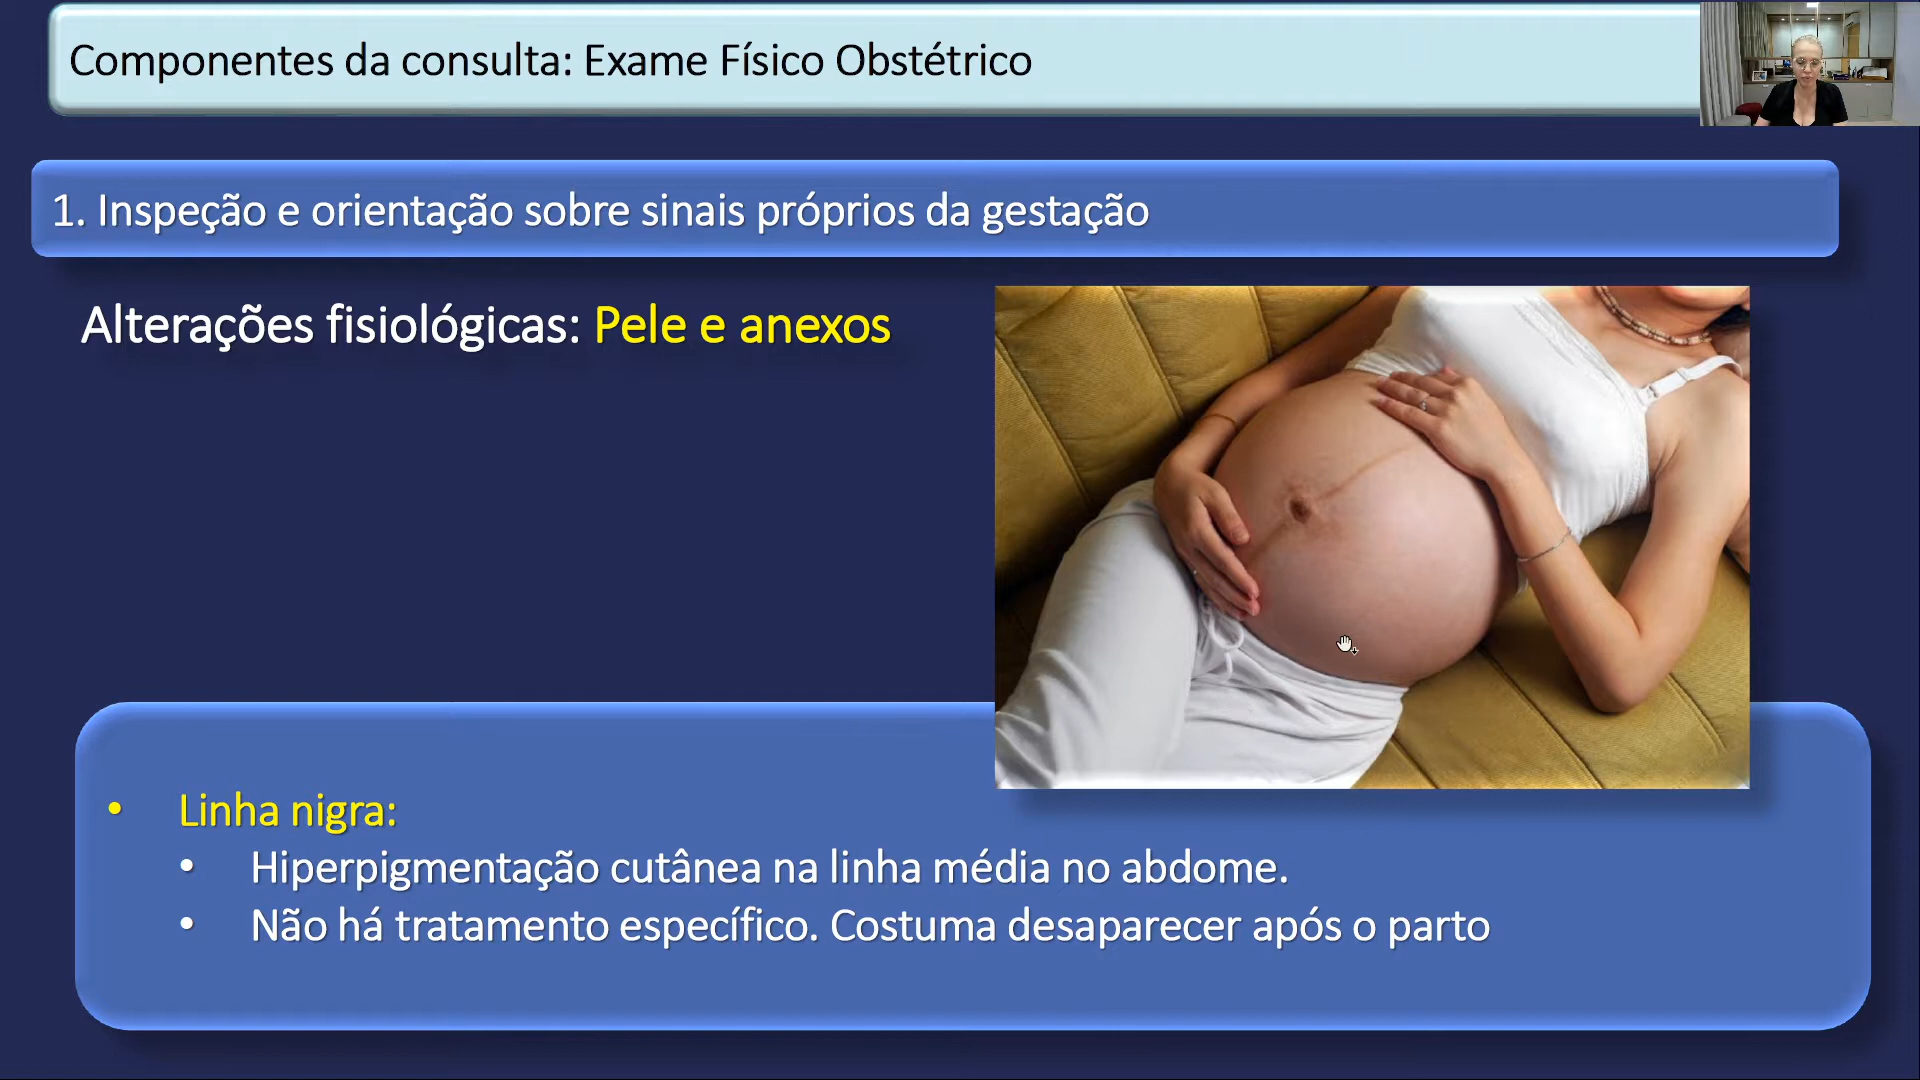 Componentes da consulta: Exame Físico Obstétrico
1. Inspeção e orientação sobre sinais próprios da gestação
Alterações fisiológicas: Pele e anexos
• Linha nigra:
• Hiperpigmentação cutânea na linha média no abdome.
• Não há tratamento específico. Costuma desaparecer após o parto